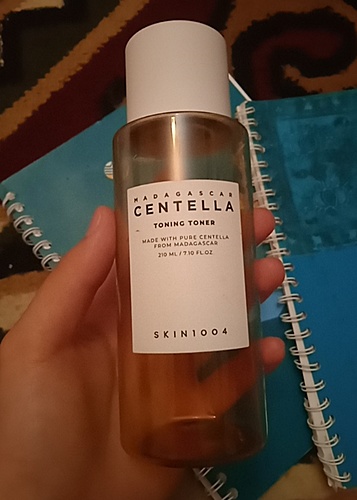 MADAGASCAR
CENTELLA
TONING TONER
MADE WITH PURE CENTELLA
FROM MADAGASCAR
210 ML / 7.10 FL.OZ.
SKIN1004